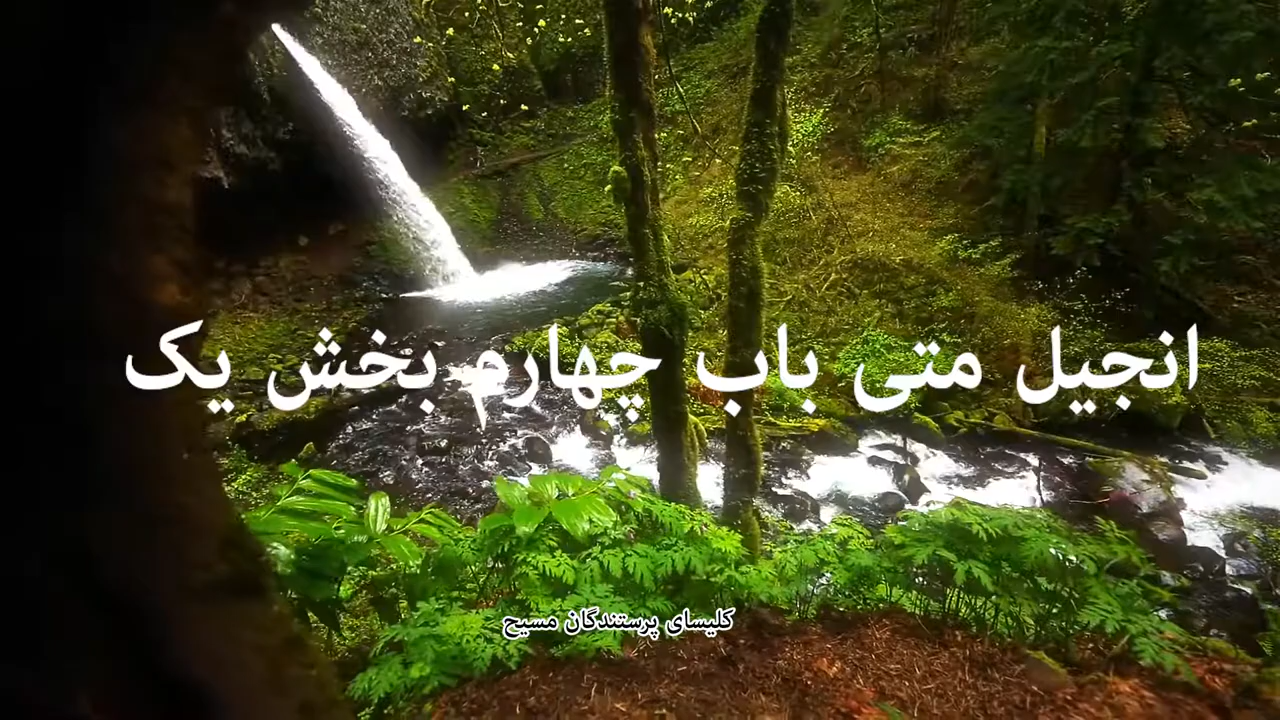 انجیل متی باب چهارم بخش یک
کلیسای پرستندگان مسیح